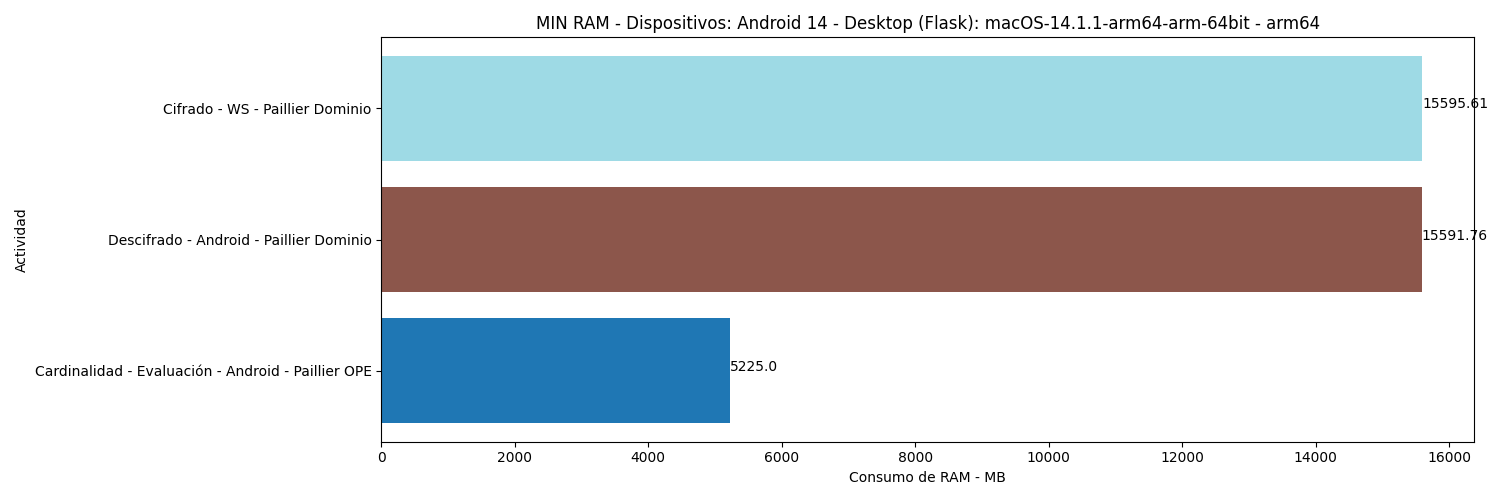 MIN RAM - Dispositivos: Android 14 - Desktop (Flask): macOS-14.1.1-arm64-arm-64bit - arm64
Cifrado - WS - Paillier Dominio
15595.61
Descifrado - Android - Paillier Dominio
15591.76
Cardinalidad - Evaluación - Android - Paillier OPE
5225.0
Actividad
0 2000 4000 6000 8000 10000 12000 14000 16000
Consumo de RAM - MB